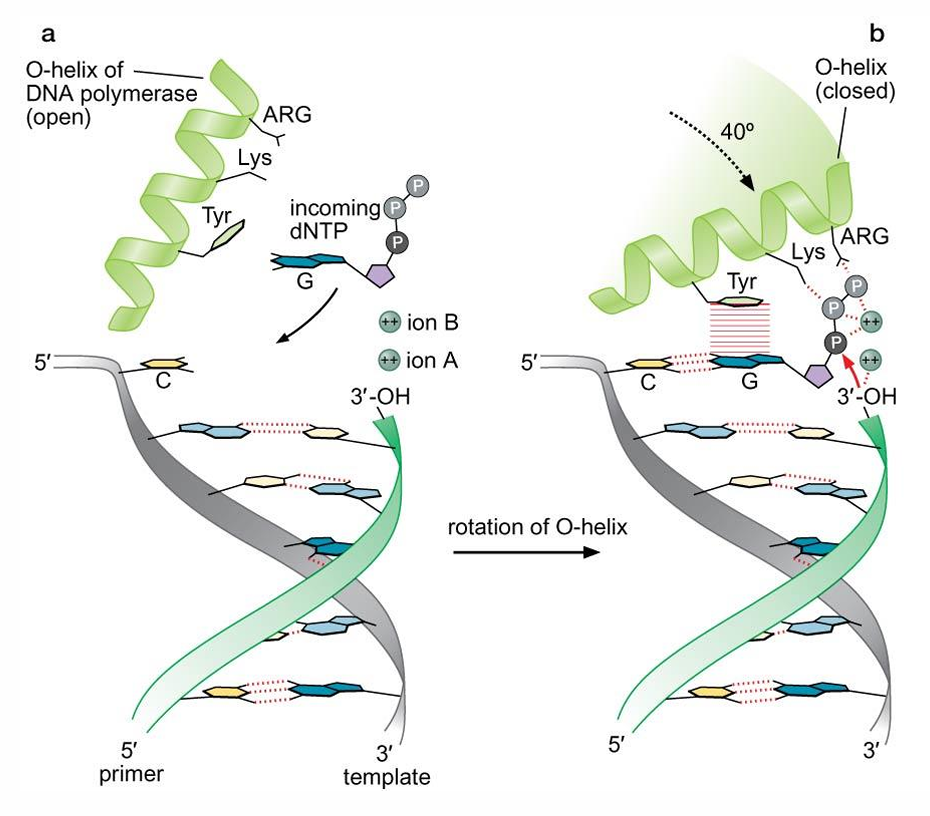 a
O-helix of
DNA polymerase
(open)
ARG
Lys
Tyr
incoming
dNTP
P
P
P
G
++ ion B
++ ion A
5′
C
3′-OH
5′
primer
3′
template
rotation of O-helix
b
O-helix
(closed)
40º
ARG
Lys
Tyr
P
P
P
++
++
5′
C
G
3′-OH
5′
3′